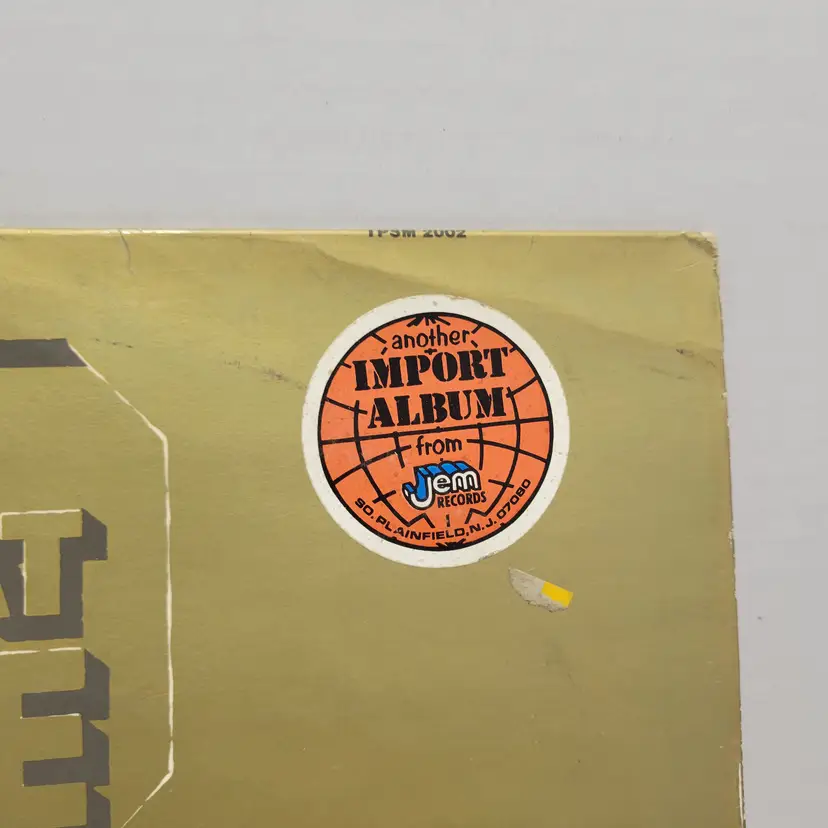 TPSM 2002
another
IMPORT
ALBUM
from
Jem
RECORDS
SO. PLAINFIELD, N.J. 07080